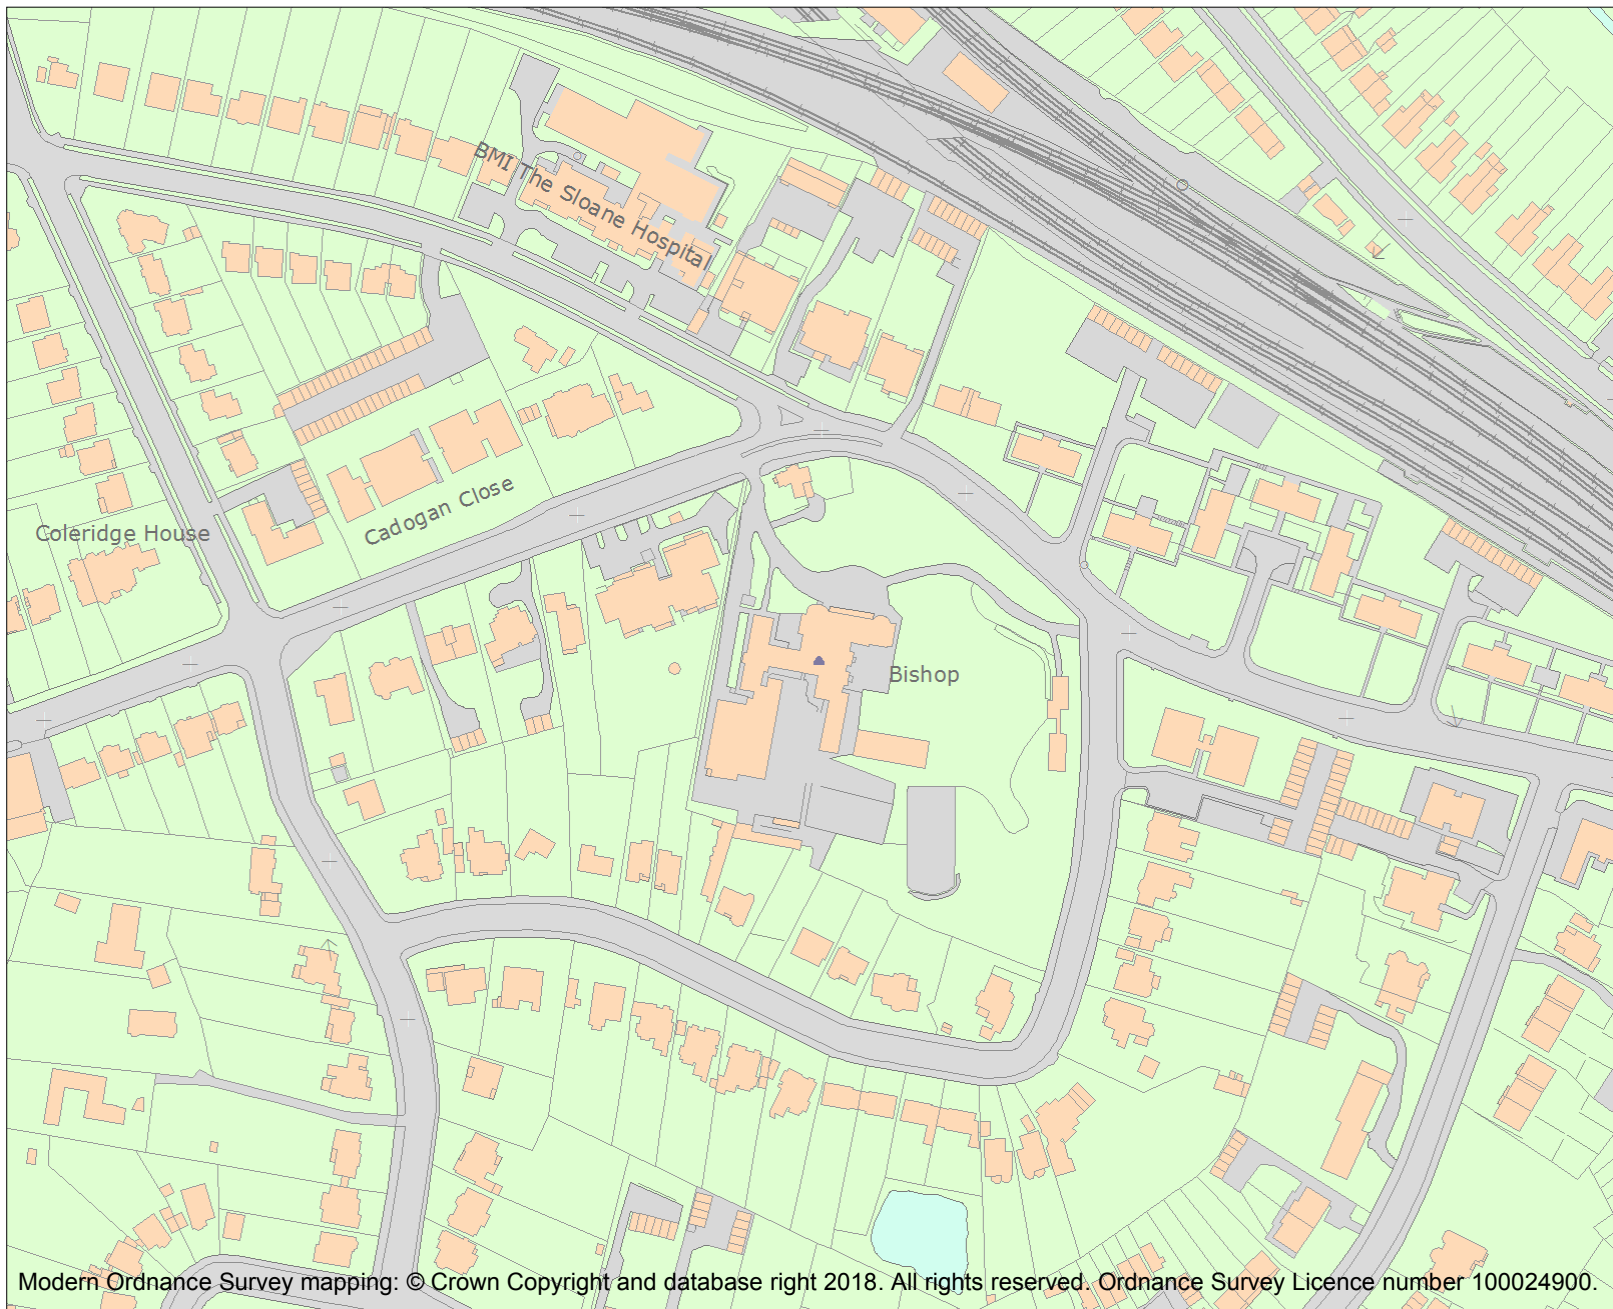 BMI The Sloane Hospital
Cadogan Close
Coleridge House
Bishop
Modern Ordnance Survey mapping: © Crown Copyright and database right 2018. All rights reserved. Ordnance Survey Licence number 100024900.